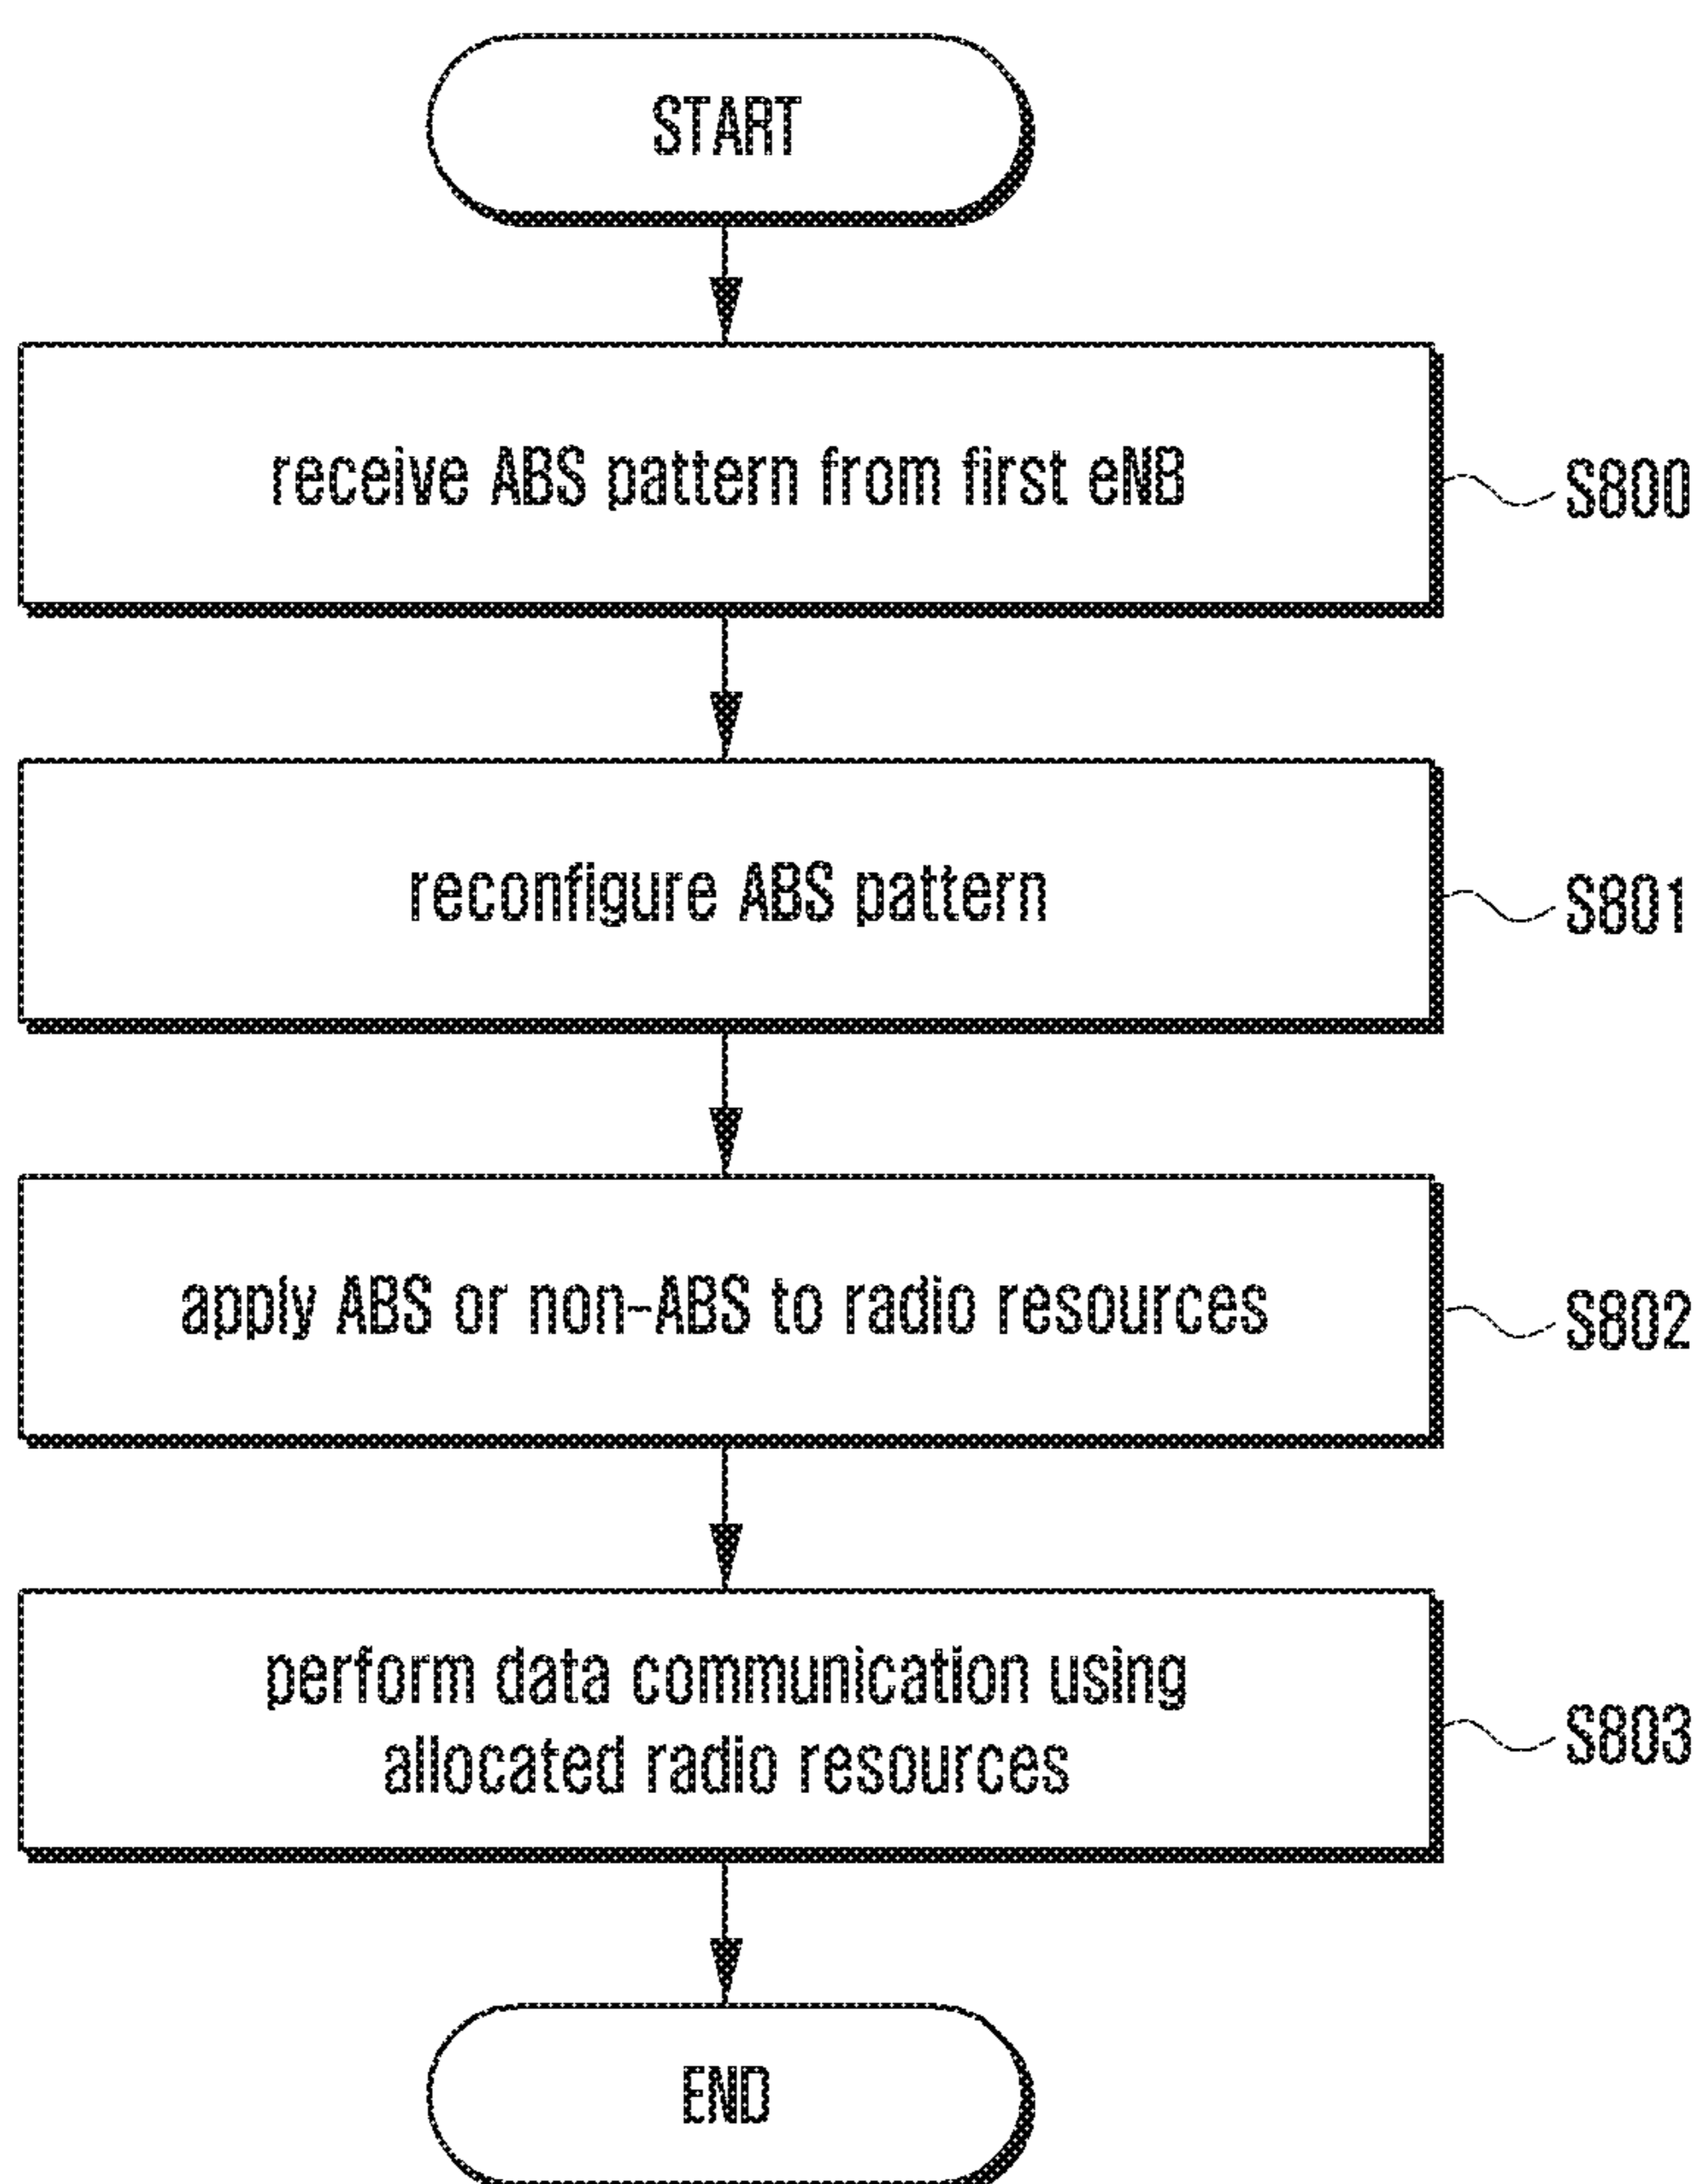 START
receive ABS pattern from first eNB
S800
reconfigure ABS pattern
S801
apply ABS or non-ABS to radio resources
S802
perform data communication using
allocated radio resources
S803
END